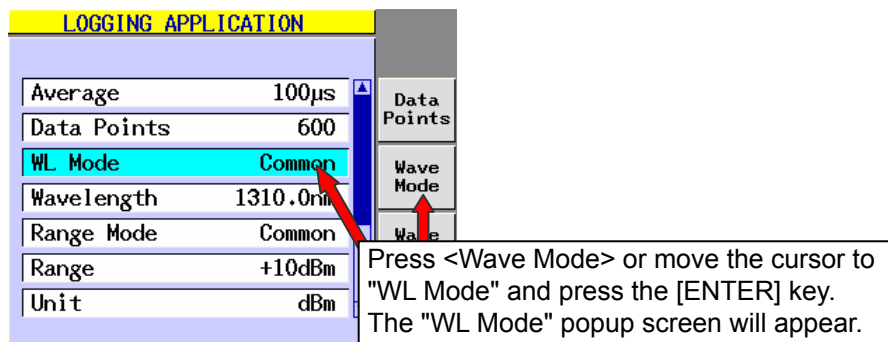 LOGGING APPLICATION
Average 100μs
Data Points 600
WL Mode Common
Wavelength 1310.0nm
Range Mode Common
Range +10dBm
Unit dBm
Data
Points
Wave
Mode
Press <Wave Mode> or move the cursor to
"WL Mode" and press the [ENTER] key.
The "WL Mode" popup screen will appear.